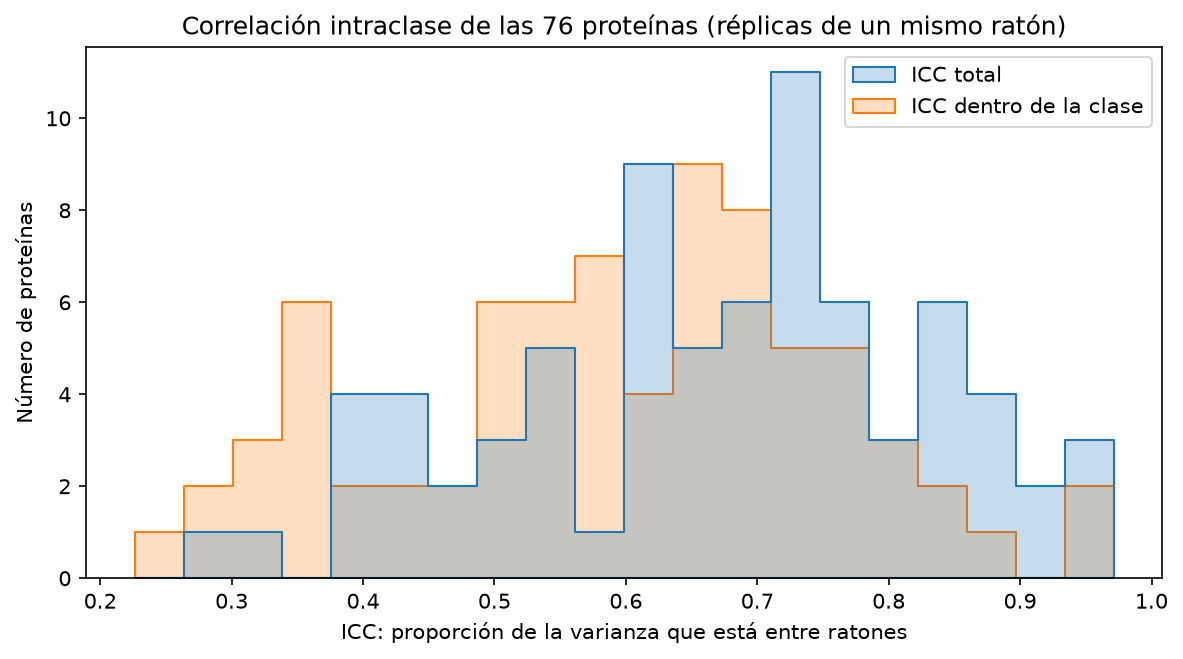 Correlación intraclase de las 76 proteínas (réplicas de un mismo ratón)
ICC total
ICC dentro de la clase
Número de proteínas
10
8
6
4
2
0
0.2 0.3 0.4 0.5 0.6 0.7 0.8 0.9 1.0
ICC: proporción de la varianza que está entre ratones